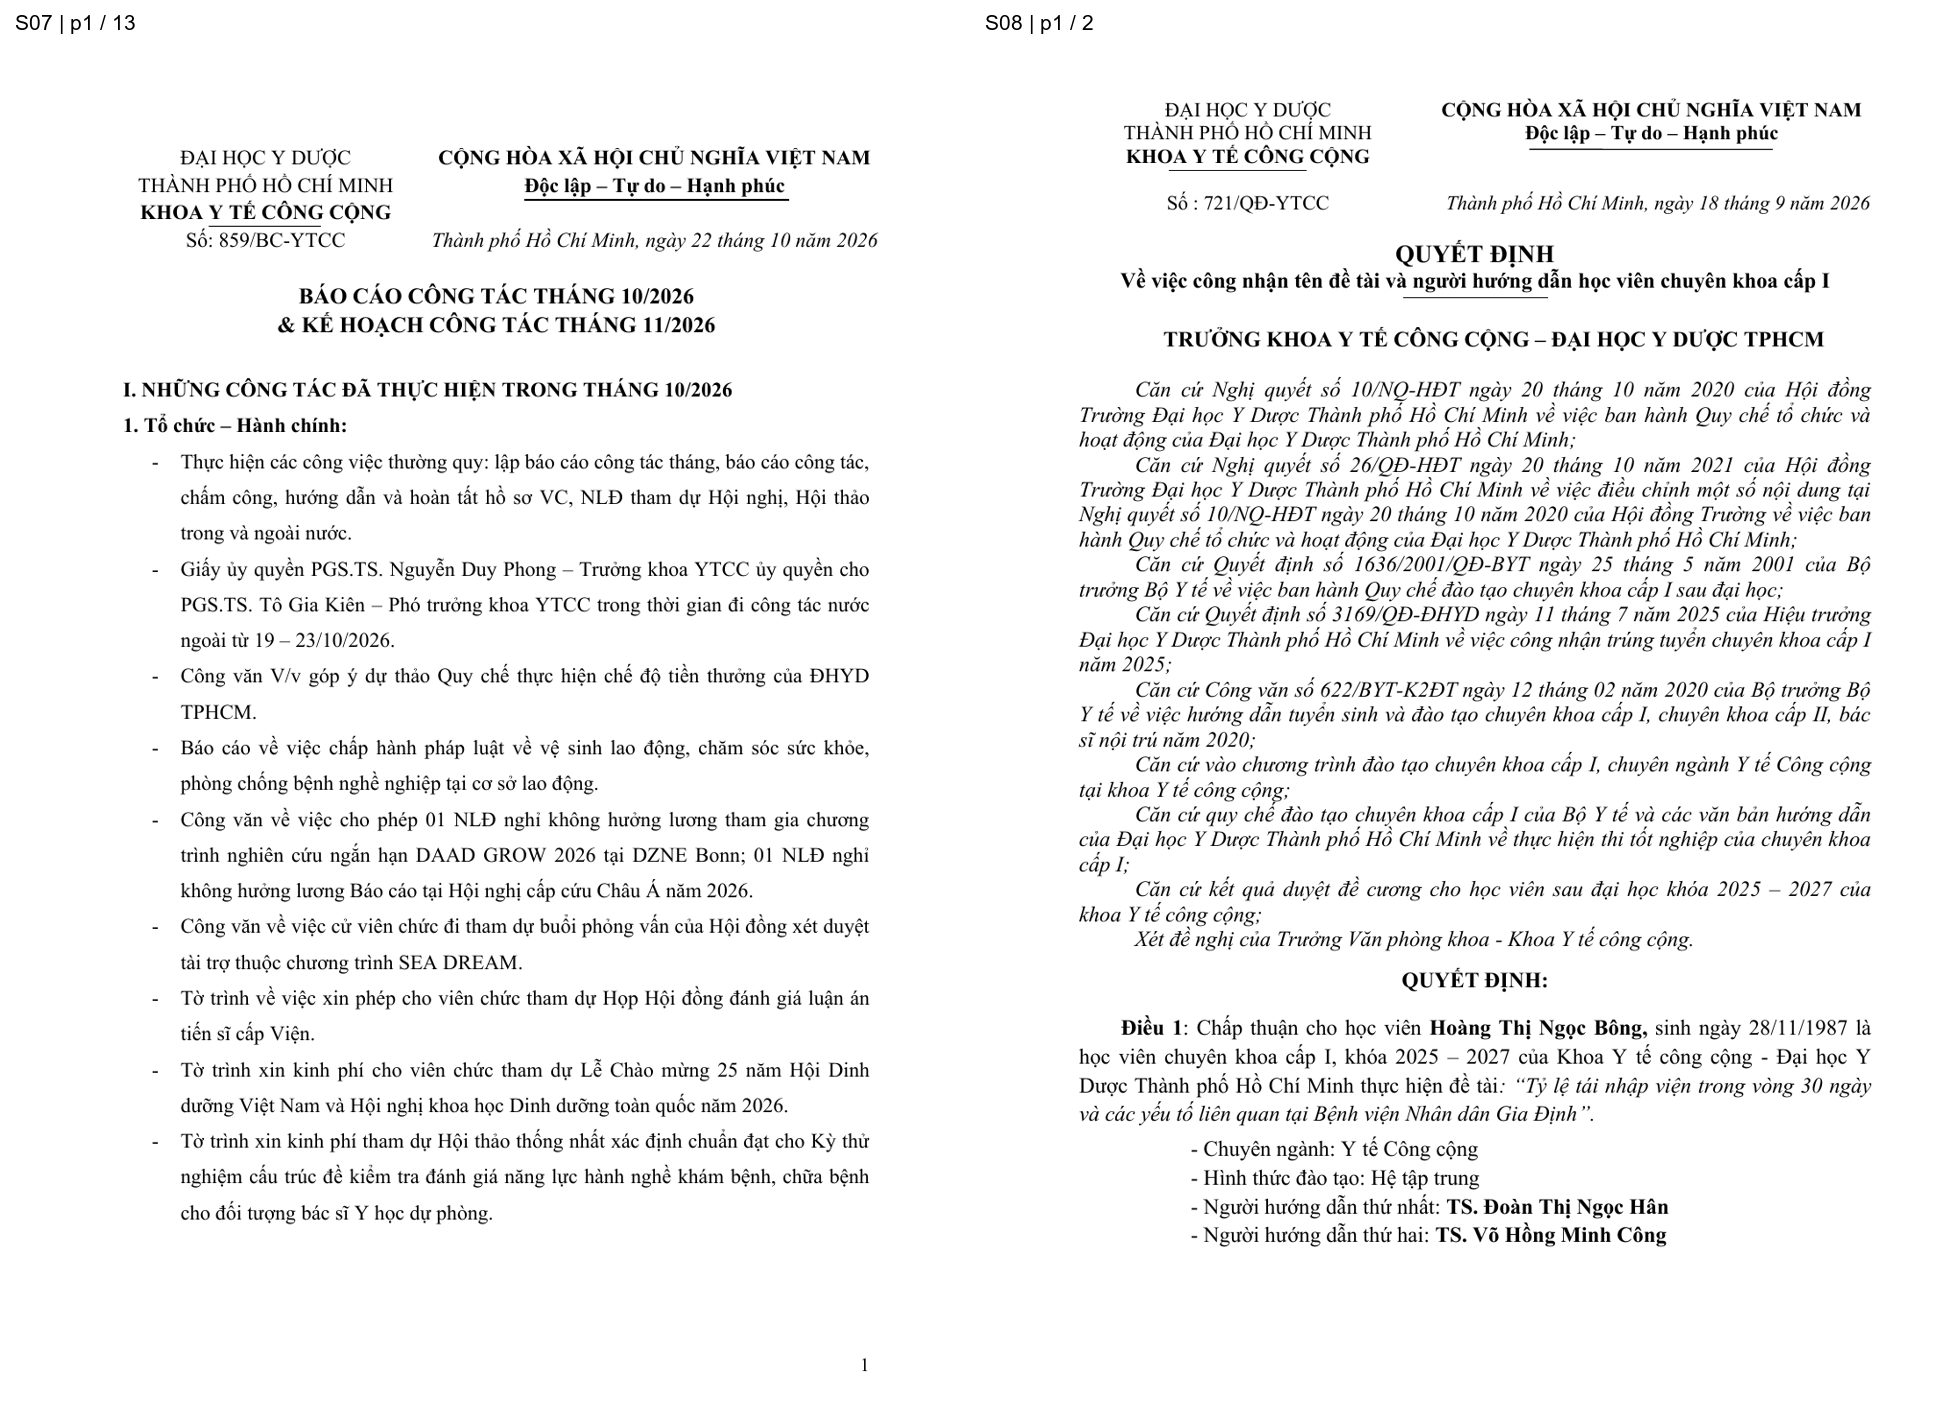 S07 | p1 / 13
ĐẠI HỌC Y DƯỢC
THÀNH PHỐ HỒ CHÍ MINH
KHOA Y TẾ CÔNG CỘNG
Số: 859/BC-YTCC
CỘNG HÒA XÃ HỘI CHỦ NGHĨA VIỆT NAM
Độc lập – Tự do – Hạnh phúc
Thành phố Hồ Chí Minh, ngày 22 tháng 10 năm 2026
BÁO CÁO CÔNG TÁC THÁNG 10/2026
& KẾ HOẠCH CÔNG TÁC THÁNG 11/2026
I. NHỮNG CÔNG TÁC ĐÃ THỰC HIỆN TRONG THÁNG 10/2026
1. Tổ chức – Hành chính:
- Thực hiện các công việc thường quy: lập báo cáo công tác tháng, báo cáo công tác,
chấm công, hướng dẫn và hoàn tất hồ sơ VC, NLĐ tham dự Hội nghị, Hội thảo
trong và ngoài nước.
- Giấy ủy quyền PGS.TS. Nguyễn Duy Phong – Trưởng khoa YTCC ủy quyền cho
PGS.TS. Tô Gia Kiên – Phó trưởng khoa YTCC trong thời gian đi công tác nước
ngoài từ 19 – 23/10/2026.
- Công văn V/v góp ý dự thảo Quy chế thực hiện chế độ tiền thưởng của ĐHYD
TPHCM.
- Báo cáo về việc chấp hành pháp luật về vệ sinh lao động, chăm sóc sức khỏe,
phòng chống bệnh nghề nghiệp tại cơ sở lao động.
- Công văn về việc cho phép 01 NLĐ nghỉ không hưởng lương tham gia chương
trình nghiên cứu ngắn hạn DAAD GROW 2026 tại DZNE Bonn; 01 NLĐ nghỉ
không hưởng lương Báo cáo tại Hội nghị cấp cứu Châu Á năm 2026.
- Công văn về việc cử viên chức đi tham dự buổi phỏng vấn của Hội đồng xét duyệt
tài trợ thuộc chương trình SEA DREAM.
- Tờ trình về việc xin phép cho viên chức tham dự Họp Hội đồng đánh giá luận án
tiến sĩ cấp Viện.
- Tờ trình xin kinh phí cho viên chức tham dự Lễ Chào mừng 25 năm Hội Dinh
dưỡng Việt Nam và Hội nghị khoa học Dinh dưỡng toàn quốc năm 2026.
- Tờ trình xin kinh phí tham dự Hội thảo thống nhất xác định chuẩn đạt cho Kỳ thử
nghiệm cấu trúc đề kiểm tra đánh giá năng lực hành nghề khám bệnh, chữa bệnh
cho đối tượng bác sĩ Y học dự phòng.
1
S08 | p1 / 2
ĐẠI HỌC Y DƯỢC
THÀNH PHỐ HỒ CHÍ MINH
KHOA Y TẾ CÔNG CỘNG
Số : 721/QĐ-YTCC
CỘNG HÒA XÃ HỘI CHỦ NGHĨA VIỆT NAM
Độc lập – Tự do – Hạnh phúc
Thành phố Hồ Chí Minh, ngày 18 tháng 9 năm 2026
QUYẾT ĐỊNH
Về việc công nhận tên đề tài và người hướng dẫn học viên chuyên khoa cấp I
TRƯỞNG KHOA Y TẾ CÔNG CỘNG – ĐẠI HỌC Y DƯỢC TPHCM
Căn cứ Nghị quyết số 10/NQ-HĐT ngày 20 tháng 10 năm 2020 của Hội đồng
Trường Đại học Y Dược Thành phố Hồ Chí Minh về việc ban hành Quy chế tổ chức và
hoạt động của Đại học Y Dược Thành phố Hồ Chí Minh;
Căn cứ Nghị quyết số 26/QĐ-HĐT ngày 20 tháng 10 năm 2021 của Hội đồng
Trường Đại học Y Dược Thành phố Hồ Chí Minh về việc điều chỉnh một số nội dung tại
Nghị quyết số 10/NQ-HĐT ngày 20 tháng 10 năm 2020 của Hội đồng Trường về việc ban
hành Quy chế tổ chức và hoạt động của Đại học Y Dược Thành phố Hồ Chí Minh;
Căn cứ Quyết định số 1636/2001/QĐ-BYT ngày 25 tháng 5 năm 2001 của Bộ
trưởng Bộ Y tế về việc ban hành Quy chế đào tạo chuyên khoa cấp I sau đại học;
Căn cứ Quyết định số 3169/QĐ-ĐHYD ngày 11 tháng 7 năm 2025 của Hiệu trưởng
Đại học Y Dược Thành phố Hồ Chí Minh về việc công nhận trúng tuyển chuyên khoa cấp I
năm 2025;
Căn cứ Công văn số 622/BYT-K2ĐT ngày 12 tháng 02 năm 2020 của Bộ trưởng Bộ
Y tế về việc hướng dẫn tuyển sinh và đào tạo chuyên khoa cấp I, chuyên khoa cấp II, bác
sĩ nội trú năm 2020;
Căn cứ vào chương trình đào tạo chuyên khoa cấp I, chuyên ngành Y tế Công cộng
tại khoa Y tế công cộng;
Căn cứ quy chế đào tạo chuyên khoa cấp I của Bộ Y tế và các văn bản hướng dẫn
của Đại học Y Dược Thành phố Hồ Chí Minh về thực hiện thi tốt nghiệp của chuyên khoa
cấp I;
Căn cứ kết quả duyệt đề cương cho học viên sau đại học khóa 2025 – 2027 của
khoa Y tế công cộng;
Xét đề nghị của Trưởng Văn phòng khoa - Khoa Y tế công cộng.
QUYẾT ĐỊNH:
Điều 1: Chấp thuận cho học viên Hoàng Thị Ngọc Bông, sinh ngày 28/11/1987 là
học viên chuyên khoa cấp I, khóa 2025 – 2027 của Khoa Y tế công cộng - Đại học Y
Dược Thành phố Hồ Chí Minh thực hiện đề tài: “Tỷ lệ tái nhập viện trong vòng 30 ngày
và các yếu tố liên quan tại Bệnh viện Nhân dân Gia Định”.
- Chuyên ngành: Y tế Công cộng
- Hình thức đào tạo: Hệ tập trung
- Người hướng dẫn thứ nhất: TS. Đoàn Thị Ngọc Hân
- Người hướng dẫn thứ hai: TS. Võ Hồng Minh Công